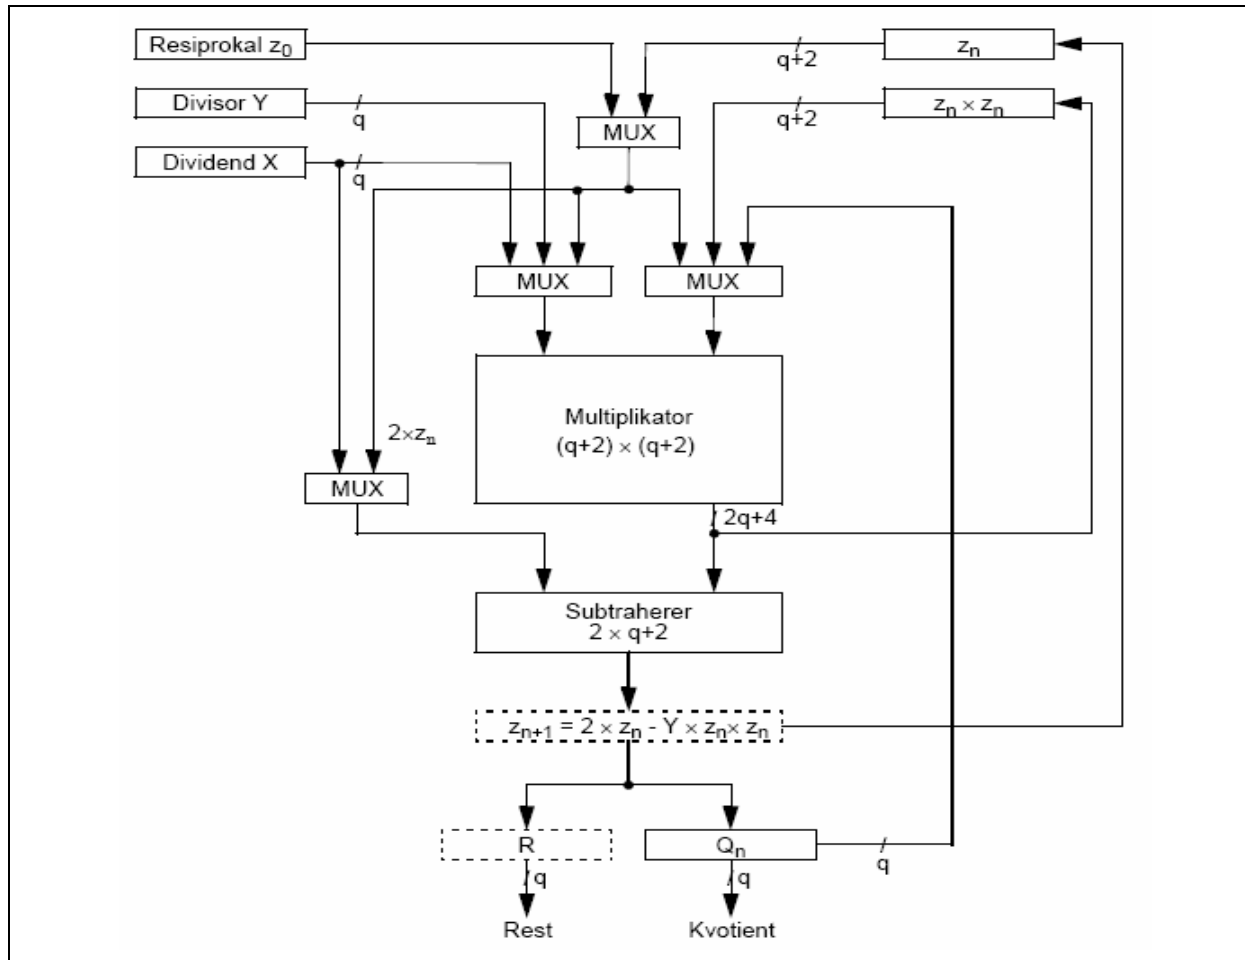 Resiprokal z0
zn
q+2
Divisor Y
q
zn × zn
q+2
MUX
Dividend X
q
MUX
MUX
Multiplikator
(q+2) × (q+2)
2×zn
MUX
2q+4
Subtraherer
2 × q+2
zn+1 = 2 × zn - Y × zn× zn
R
Qn
q
q
q
Rest
Kvotient